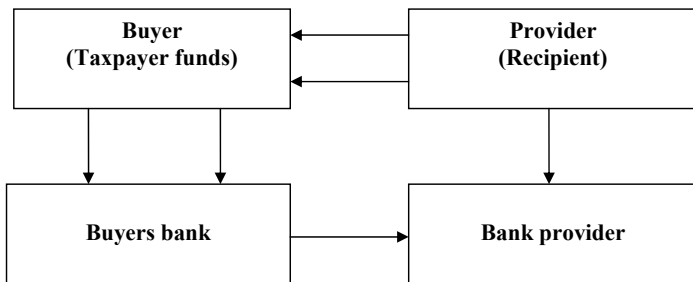 Buyer
(Taxpayer funds)
Provider
(Recipient)
Buyers bank
Bank provider